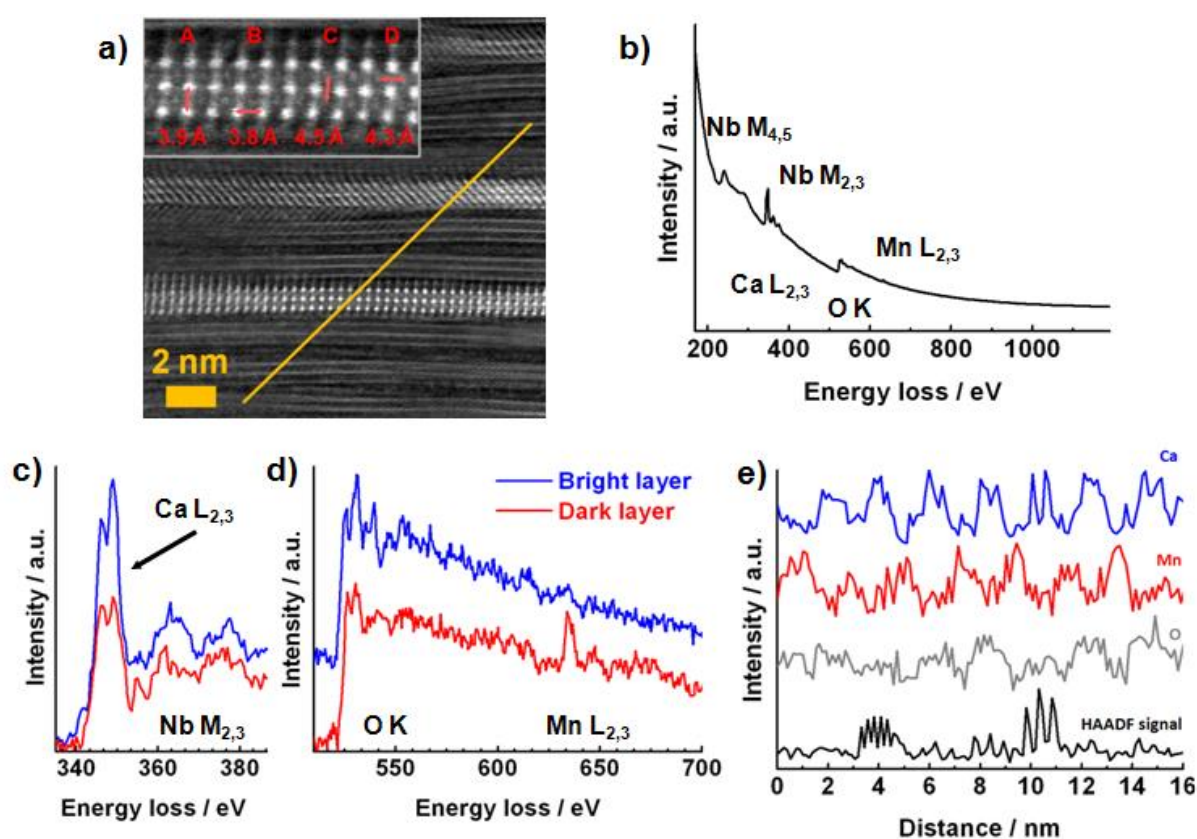 a)
A B C D
3.9 Å 3.8 Å 4.5 Å 4.3 Å
2 nm
b)
Intensity / a.u.
Nb M4,5
Nb M2,3
Mn L2,3
Ca L2,3
O K
200 400 600 800 1000
Energy loss / eV
c)
Intensity / a.u.
Ca L2,3
Nb M2,3
340 360 380
Energy loss / eV
d)
Intensity / a.u.
Bright layer
Dark layer
O K
Mn L2,3
550 600 650 700
Energy loss / eV
e)
Intensity / a.u.
Ca
Mn
O
HAADF signal
0 2 4 6 8 10 12 14 16
Distance / nm